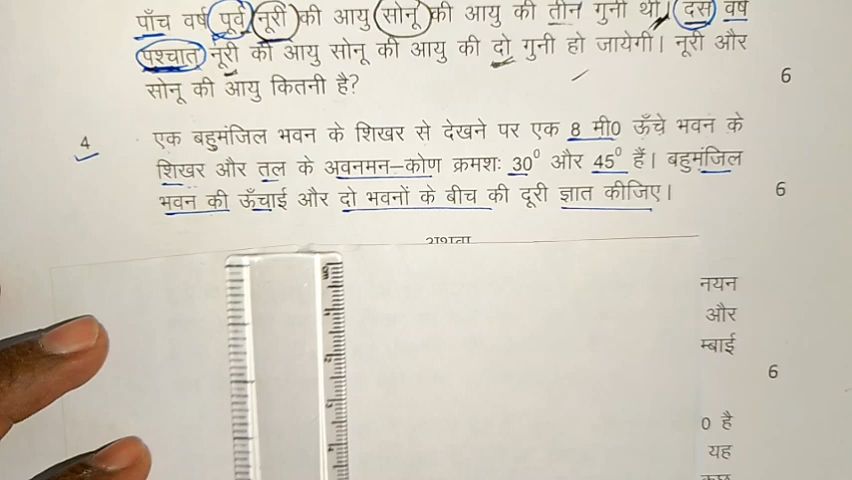 पाँच वर्ष पूर्व नूरी की आयु सोनू की आयु की तीन गुनी थी। दस वर्ष
पश्चात नूरी की आयु सोनू की आयु की दो गुनी हो जायेगी। नूरी और
सोनू की आयु कितनी है?
6
4
एक बहुमंजिल भवन के शिखर से देखने पर एक 8 मी0 ऊँचे भवन के
शिखर और तल के अवनमन–कोण क्रमशः 30° और 45° हैं। बहुमंजिल
भवन की ऊँचाई और दो भवनों के बीच की दूरी ज्ञात कीजिए।
6
नयन
और
म्बाई
6
0 है
यह